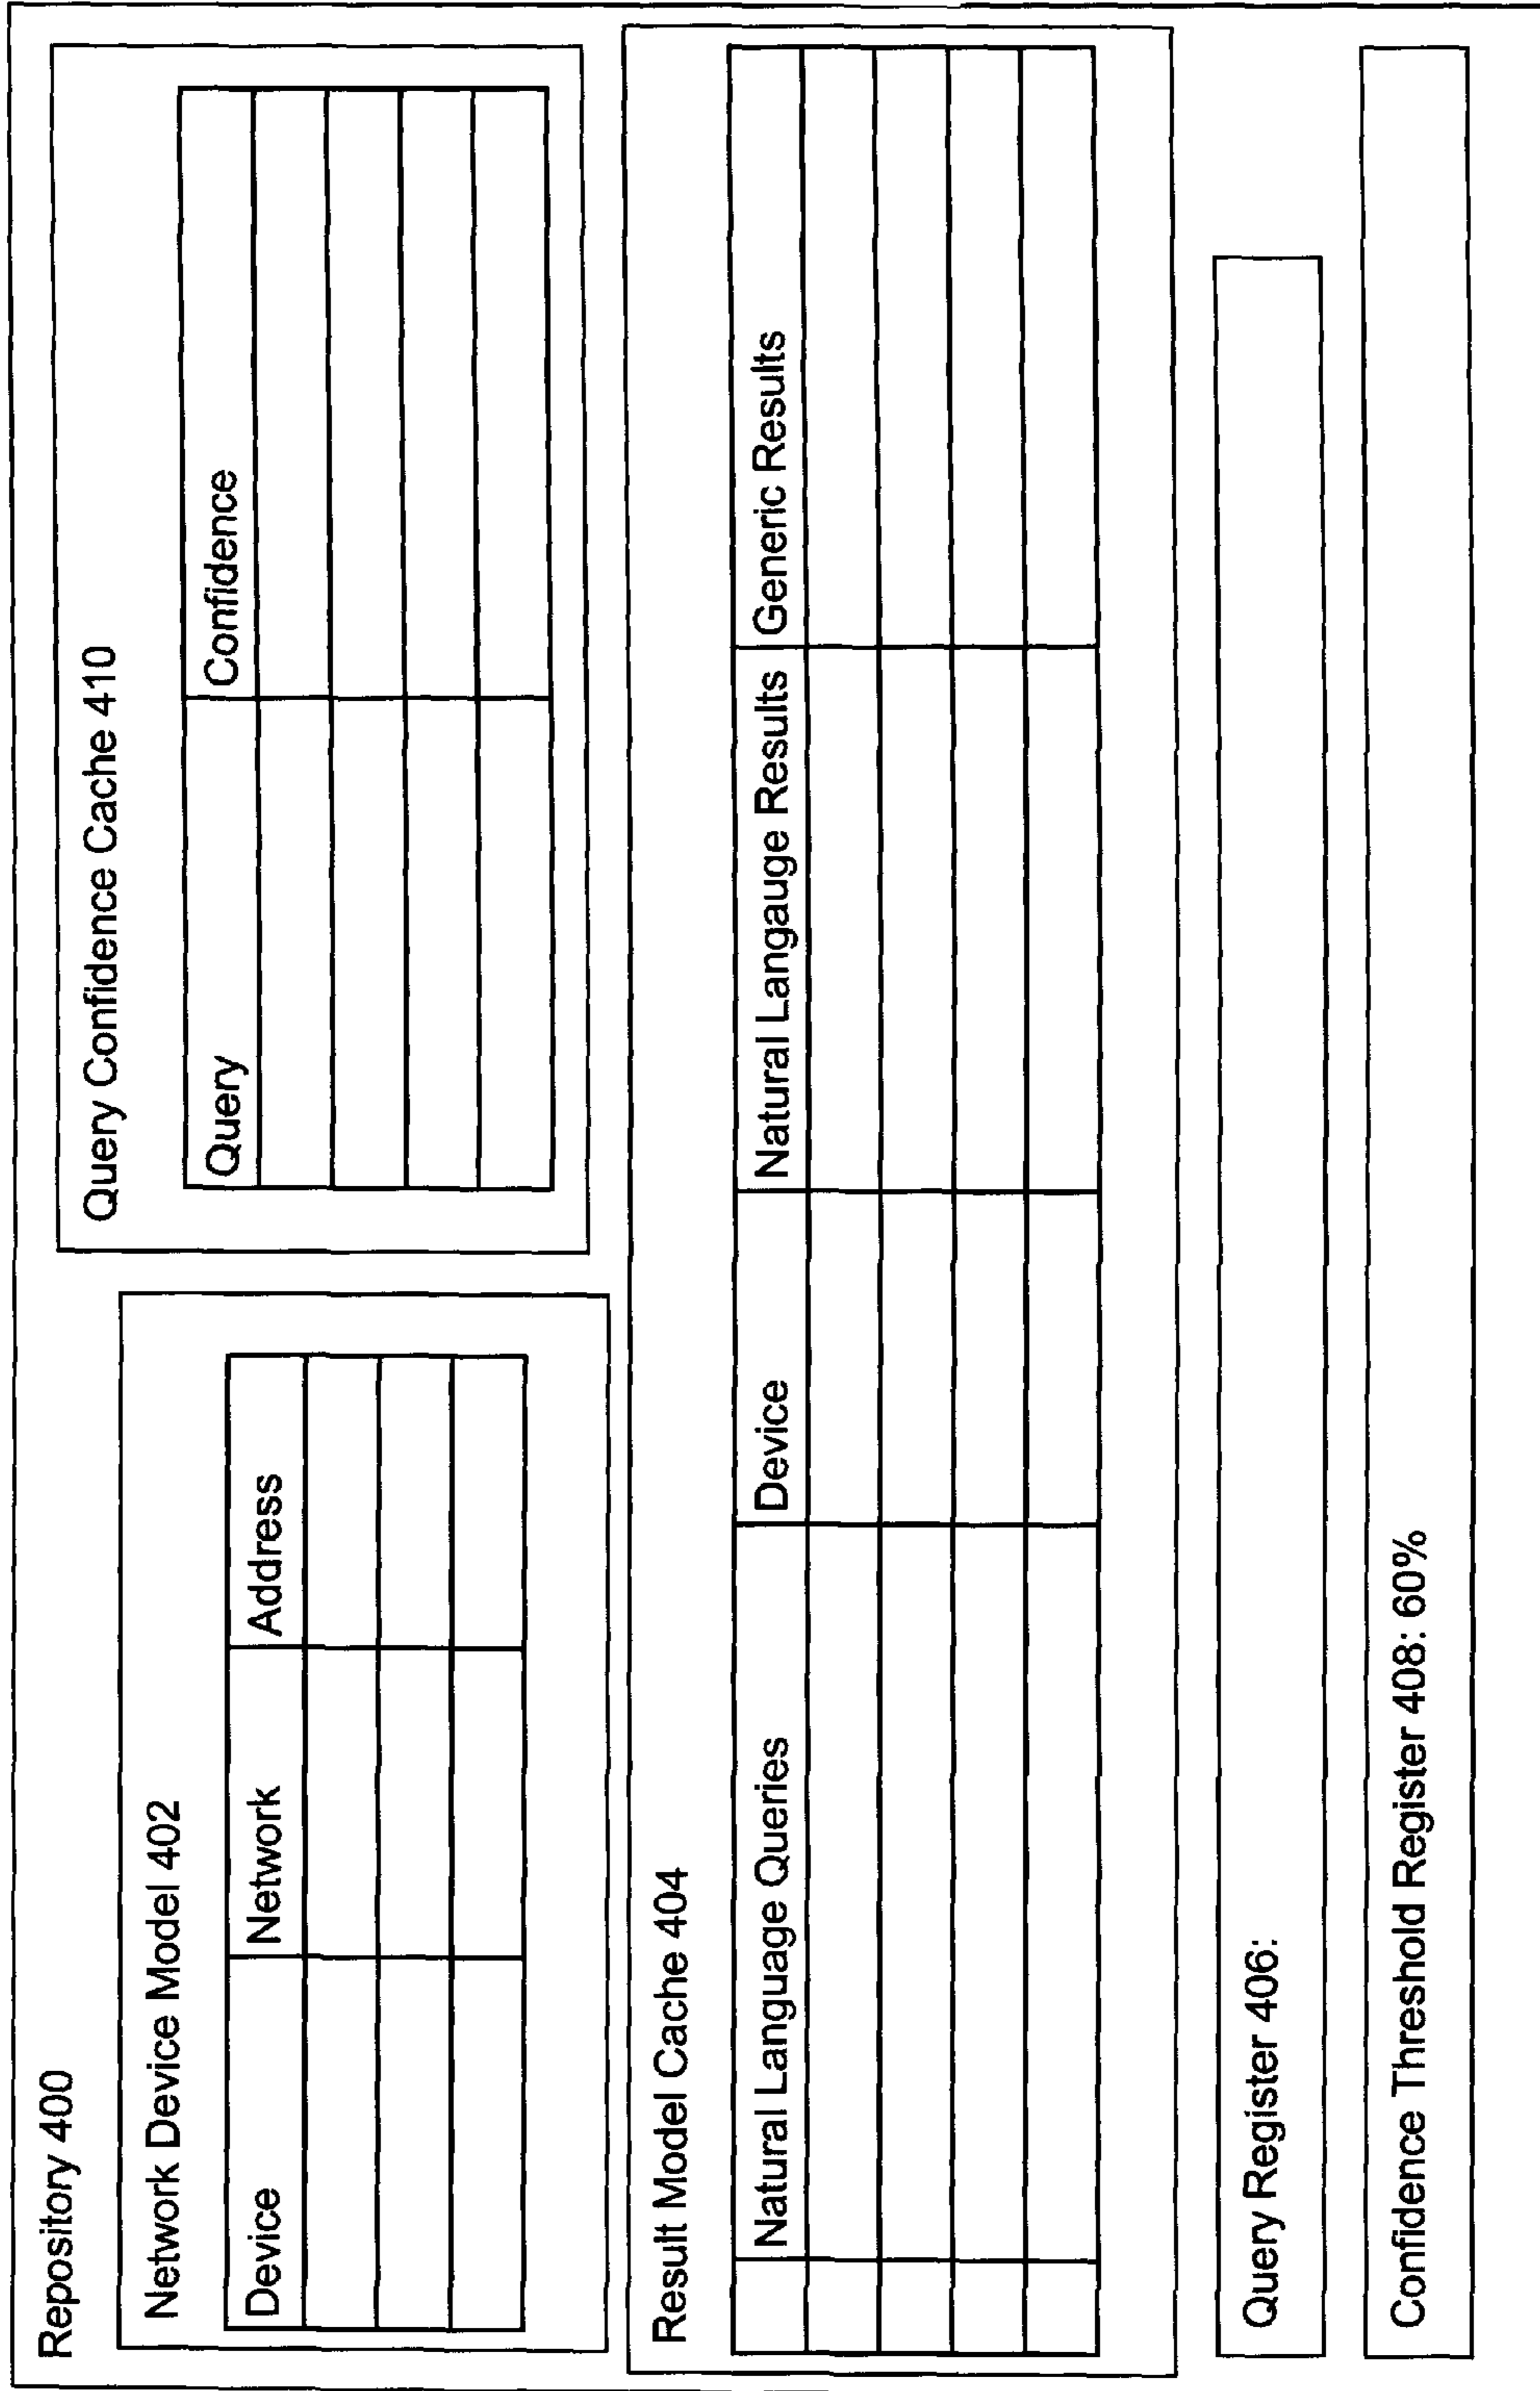 Repository 400
Network Device Model 402
Device Network Address
Query Confidence Cache 410
Query Confidence
Result Model Cache 404
Natural Language Queries Device Natural Langauge Results Generic Results
Query Register 406:
Confidence Threshold Register 408: 60%